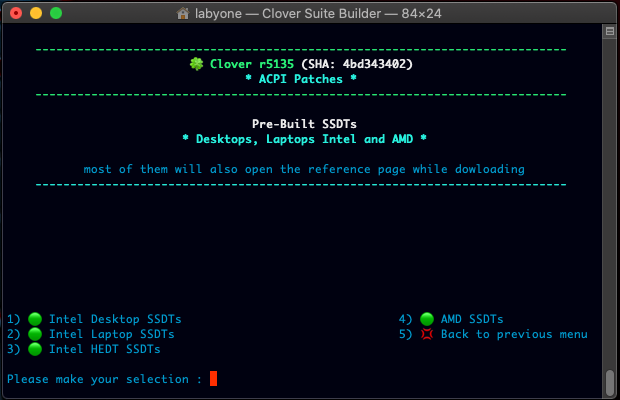 labyone — Clover Suite Builder — 84×24
--------------------------------------------------------------------------------
🍀 Clover r5135 (SHA: 4bd343402)
* ACPI Patches *
--------------------------------------------------------------------------------
Pre-Built SSDTs
* Desktops, Laptops Intel and AMD *
most of them will also open the reference page while dowloading
--------------------------------------------------------------------------------
1) 🟢 Intel Desktop SSDTs 4) 🟢 AMD SSDTs
2) 🟢 Intel Laptop SSDTs 5) 💢 Back to previous menu
3) 🟢 Intel HEDT SSDTs
Please make your selection :